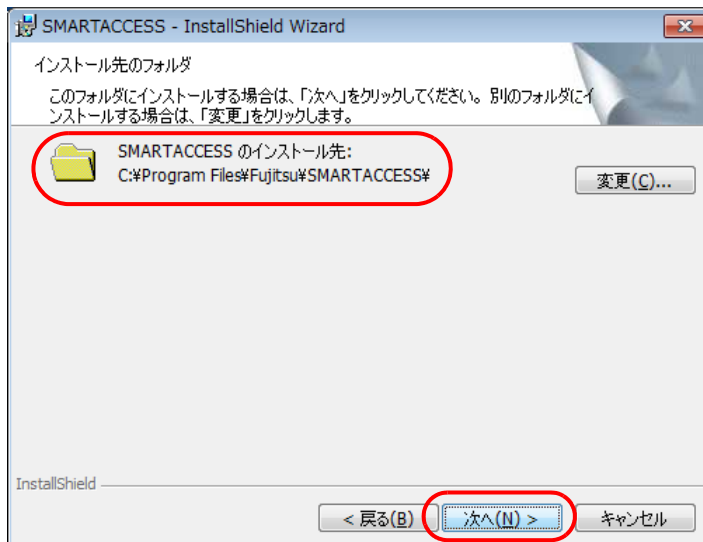 SMARTACCESS - InstallShield Wizard
インストール先のフォルダ
このフォルダにインストールする場合は、「次へ」をクリックしてください。別のフォルダにイ
ンストールする場合は、「変更」をクリックします。
SMARTACCESS のインストール先:
C:¥Program Files¥Fujitsu¥SMARTACCESS¥
変更(C)...
InstallShield
< 戻る(B)
次へ(N) >
キャンセル